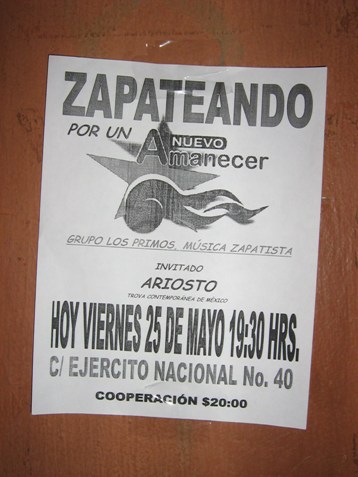 ZAPATEANDO
POR UN
NUEVO
Amanecer
GRUPO LOS PRIMOS, MÚSICA ZAPATISTA
INVITADO
ARIOSTO
TROVA CONTEMPORÁNEA DE MÉXICO
HOY VIERNES 25 DE MAYO 19:30 HRS.
C/ EJERCITO NACIONAL No. 40
COOPERACIÓN $20:00